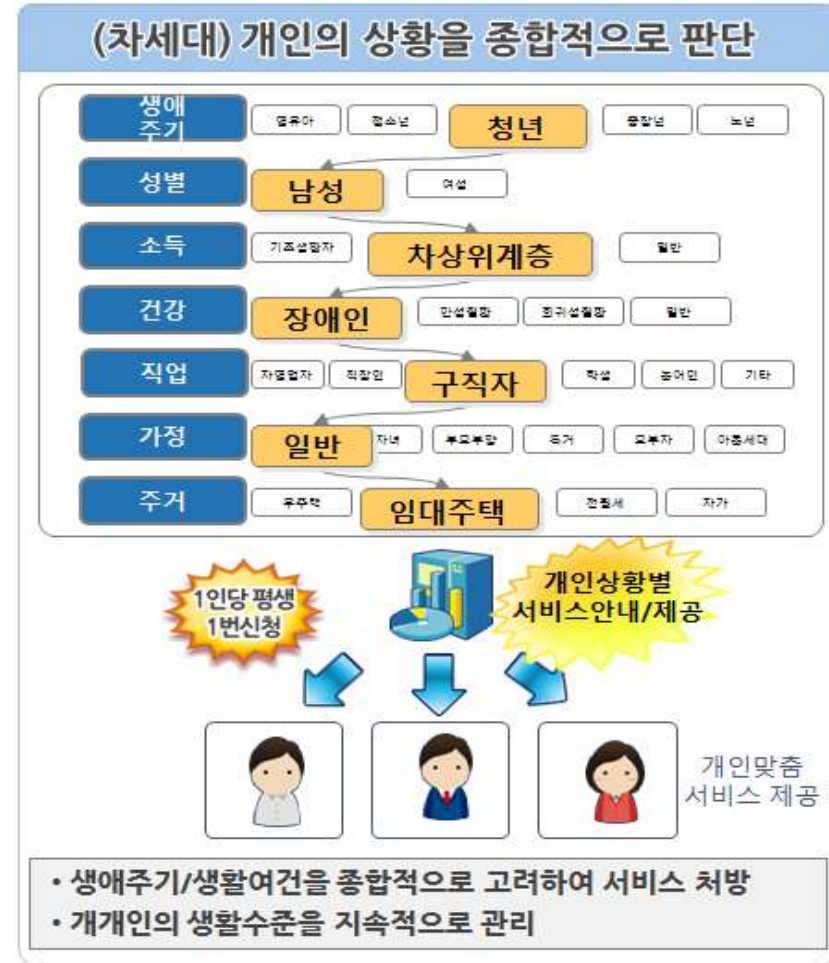 (차세대) 개인의 상황을 종합적으로 판단
생애
주기
영유아 청소년 청년 중장년 노년
성별 남성 여성
소득 기초생활자 차상위계층 일반
건강 장애인 만성질환 희귀성질환 일반
직업 자영업자 직장인 구직자 학생 농어민 기타
가정 일반 자녀 부모부양 독거 모부자 아춈세대
주거 무주택 임대주택 전월세 자가
1인당 평생
1번신청
개인상황별
서비스안내/제공
개인맞춤
서비스 제공
• 생애주기/생활여건을 종합적으로 고려하여 서비스 처방
• 개개인의 생활수준을 지속적으로 관리